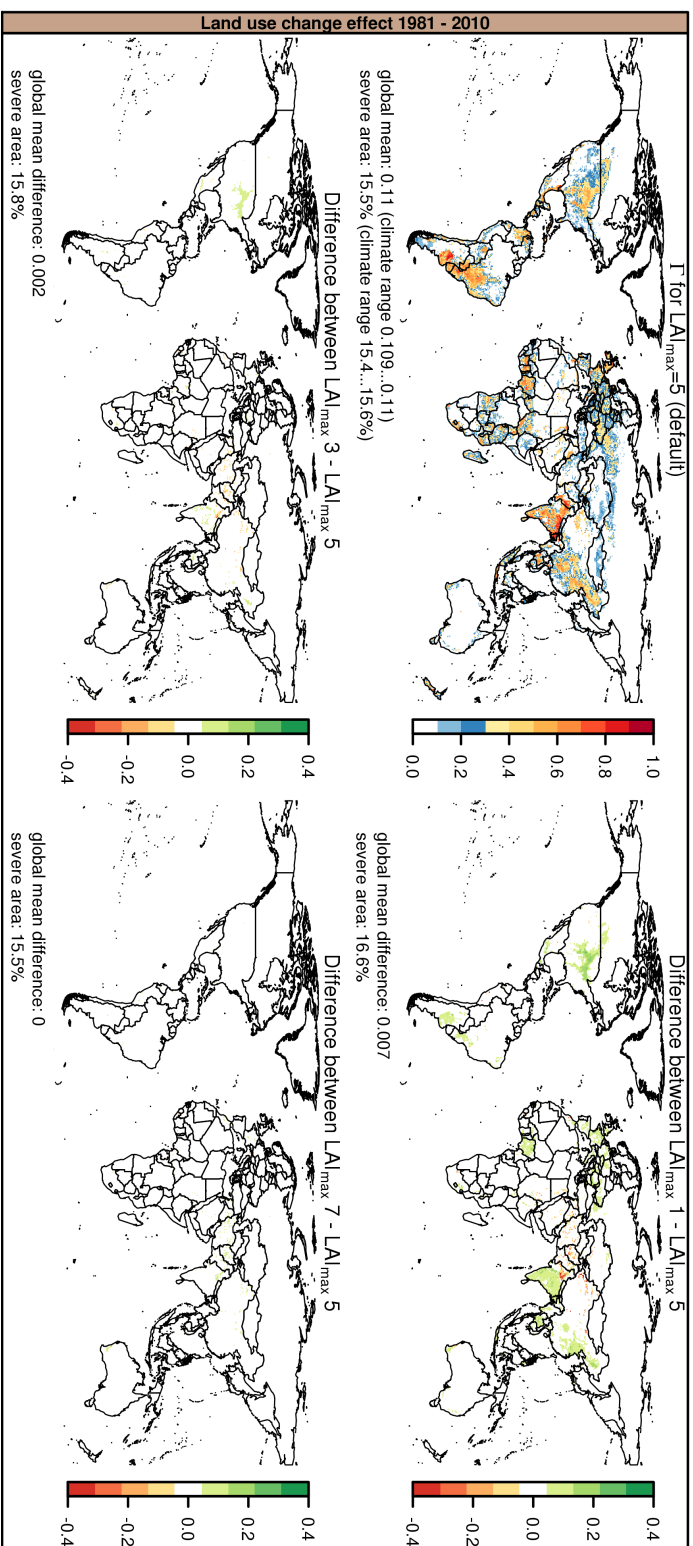 Land use change effect 1981 - 2010
Γ for LAImax=5 (default)
global mean: 0.11 (climate range 0.109...0.11)
severe area: 15.5% (climate range 15.4...15.6%)
0.0 0.2 0.4 0.6 0.8 1.0
Difference between LAImax 1 - LAImax 5
global mean difference: 0.007
severe area: 16.6%
-0.4 -0.2 0.0 0.2 0.4
Difference between LAImax 3 - LAImax 5
global mean difference: 0.002
severe area: 15.8%
-0.4 -0.2 0.0 0.2 0.4
Difference between LAImax 7 - LAImax 5
global mean difference: 0
severe area: 15.5%
-0.4 -0.2 0.0 0.2 0.4